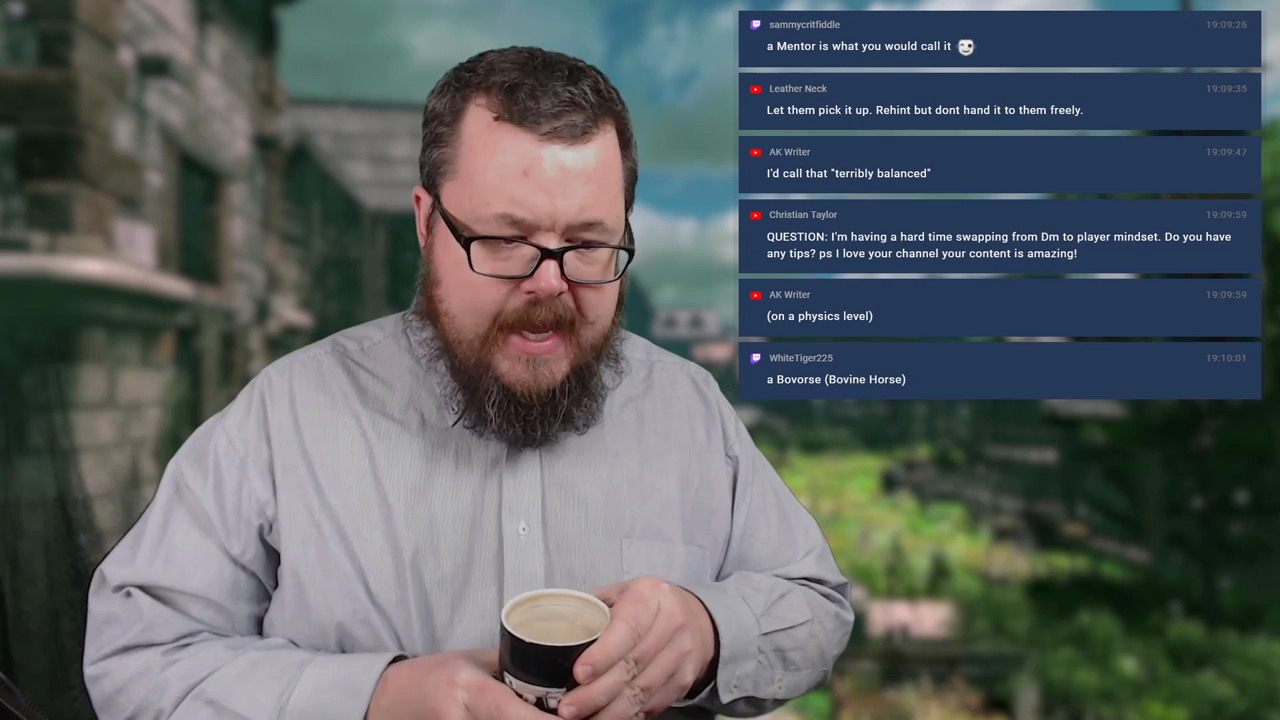 sammycritfiddle 19:09:26
a Mentor is what you would call it
Leather Neck 19:09:35
Let them pick it up. Rehint but dont hand it to them freely.
AK Writer 19:09:47
I'd call that "terribly balanced"
Christian Taylor 19:09:59
QUESTION: I'm having a hard time swapping from Dm to player mindset. Do you have
any tips? ps I love your channel your content is amazing!
AK Writer 19:09:59
(on a physics level)
WhiteTiger225 19:10:01
a Bovorse (Bovine Horse)